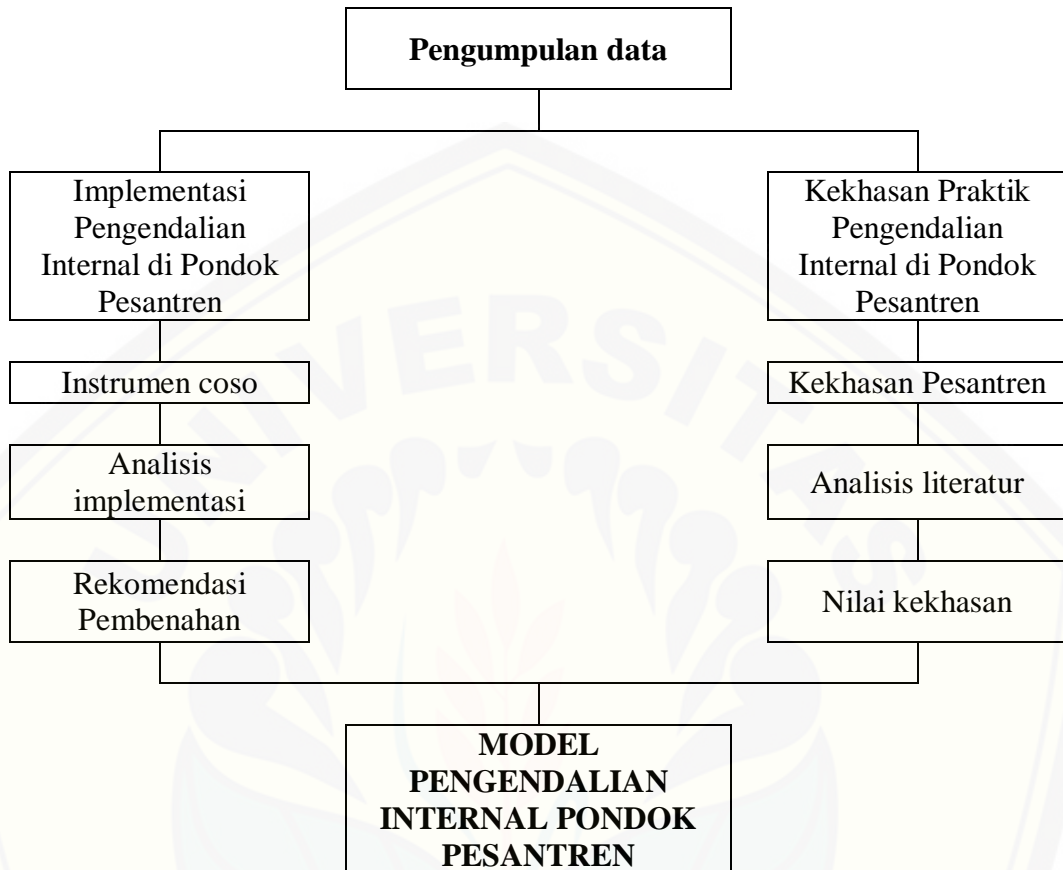 Pengumpulan data
Implementasi
Pengendalian
Internal di Pondok
Pesantren
Kekhasan Praktik
Pengendalian
Internal di Pondok
Pesantren
Instrumen coso
Kekhasan Pesantren
Analisis
implementasi
Analisis literatur
Rekomendasi
Pembenahan
Nilai kekhasan
MODEL
PENGENDALIAN
INTERNAL PONDOK
PESANTREN
UNIVERSITAS